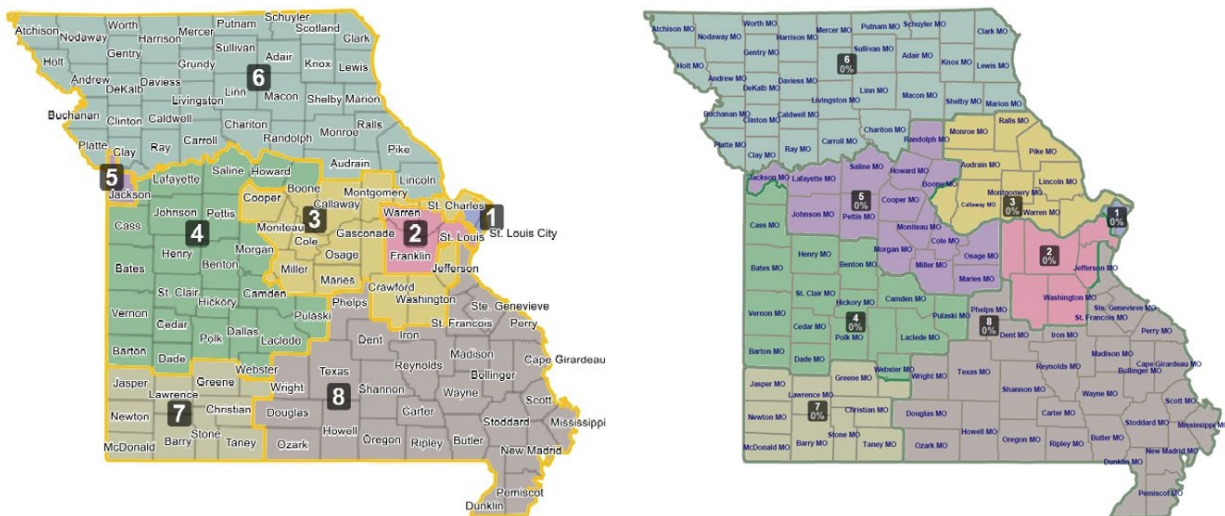 Worth
Putnam
Schuyler
Atchison
Nodaway
Harrison
Mercer
Scotland
Clark
Gentry
Sullivan
Adair
Holt
Grundy
Knox
Lewis
6
Andrew
DeKalb
Daviess
Linn
Macon
Livingston
Shelby
Marion
Buchanan
Clinton
Caldwell
Chariton
Randolph
Monroe
Ralls
Platte
Clay
Ray
Carroll
Audrain
Pike
5
Saline
Howard
Lincoln
Jackson
Lafayette
Boone
Montgomery
Cooper
Callaway
St. Charles
Johnson
Pettis
3
Warren
1
Cass
4
Moniteau
Gasconade
2
St. Louis
St. Louis City
Cole
Henry
Morgan
Osage
Franklin
Bates
Benton
Miller
Jefferson
Maries
St. Clair
Camden
Crawford
Hickory
Phelps
Washington
Ste. Genevieve
Vernon
Pulaski
St. Francois
Perry
Cedar
Dallas
Iron
Polk
Laclede
Dent
Barton
Dade
Madison
Cape Girardeau
Webster
Texas
Reynolds
Bollinger
Jasper
Greene
Wright
Lawrence
8
Shannon
Wayne
Scott
Newton
7
Christian
Douglas
Carter
Stoddard
Mississippi
Stone
Howell
McDonald
Barry
Taney
Ozark
Oregon
Ripley
Butler
New Madrid
Pemiscot
Dunklin
Worth MO
Putnam MO
Schuyler MO
Atchison MO
Nodaway MO
Harrison MO
Mercer MO
Clark MO
Gentry MO
Sullivan MO
Adair MO
Holt MO
6
0%
Knox MO
Lewis MO
Andrew MO
DeKalb MO
Daviess MO
Linn MO
Macon MO
Livingston MO
Shelby MO
Marion MO
Buchanan MO
Clinton MO
Caldwell MO
Chariton MO
Ralls MO
Randolph MO
Monroe MO
Platte MO
Clay MO
Ray MO
Carroll MO
Pike MO
Saline MO
Audrain MO
Howard MO
Jackson MO
Lafayette MO
Boone MO
Lincoln MO
5
0%
Montgomery MO
Cooper MO
Callaway MO
3
0%
Warren MO
1
0%
Johnson MO
Pettis MO
Cass MO
Moniteau MO
Cole MO
Henry MO
Morgan MO
Osage MO
2
0%
Bates MO
Benton MO
Miller MO
Maries MO
Jefferson MO
St. Clair MO
Hickory MO
Camden MO
Washington MO
Vernon MO
Pulaski MO
Phelps MO
Ste. Genevieve MO
St. Francois MO
4
0%
8
0%
Cedar MO
Polk MO
Laclede MO
Dent MO
Iron MO
Perry MO
Barton MO
Dade MO
Madison MO
Cape Girardeau MO
Webster MO
Wright MO
Texas MO
Reynolds MO
Bollinger MO
Jasper MO
Greene MO
Lawrence MO
Shannon MO
Wayne MO
Scott MO
7
0%
Newton MO
Christian MO
Douglas MO
Carter MO
Stoddard MO
Mississippi MO
Stone MO
Howell MO
McDonald MO
Barry MO
Taney MO
Ozark MO
Oregon MO
Ripley MO
Butler MO
New Madrid MO
Dunklin MO
Pemiscot MO